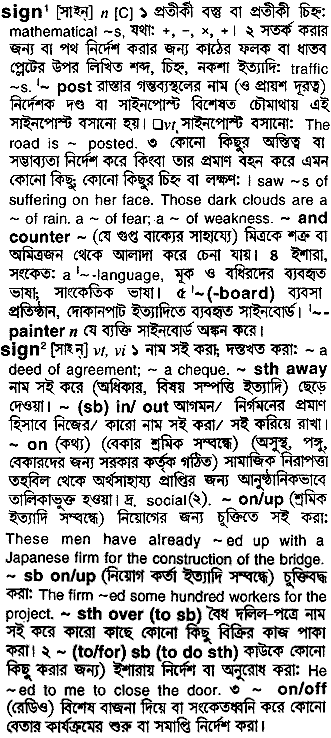 sign¹ [সাইন্] n [C] ১ প্রতীকী বস্তু বা প্রতীকী চিহ্ন:
mathematical ~s, যথা: +, −, ×, ÷। ২ সতর্ক করার
জন্য বা পথ নির্দেশ করার জন্য কাঠের ফলক বা ধাতব
প্লেটের উপর লিখিত শব্দ, চিহ্ন, নকশা ইত্যাদি: traffic
~s. ˈ~ post রাস্তার গন্তব্যস্থলের নাম (ও প্রায়শ দূরত্ব)
নির্দেশক দণ্ড বা সাইনপোস্ট বিশেষত চৌমাথায় এই
সাইনপোস্ট বসানো হয়। □vt সাইনপোস্ট বসানো: The
road is ~ posted. ৩ কোনো কিছুর অস্তিত্ব বা
সম্ভাব্যতা নির্দেশ করে কিংবা তার প্রমাণ বহন করে এমন
কোনো কিছু; কোনো কিছুর চিহ্ন বা লক্ষণ: I saw ~s of
suffering on her face. Those dark clouds are a
~ of rain. a ~ of fear; a ~ of weakness. ~ and
counter ~ (যে গুপ্ত বাক্যের সাহায্যে) মিত্রকে শত্রু বা
অমিত্রজন থেকে আলাদা করে চেনা যায়। ৪ ইশারা,
সংকেত: a ˈ~-language, মূক ও বধিরদের ব্যবহৃত
ভাষা; সাংকেতিক ভাষা। ৫ ˈ~(-board) ব্যবসা
প্রতিষ্ঠান, দোকানপাট ইত্যাদিতে ব্যবহৃত সাইনবোর্ড। ˈ~-
painter n যে ব্যক্তি সাইনবোর্ড অঙ্কন করে।
sign² [সাইন্] vt, vi ১ নাম সই করা; দস্তখত করা: ~ a
deed of agreement; ~ a cheque. ~ sth away
নাম সই করে (অধিকার, বিষয় সম্পত্তি ইত্যাদি) ছেড়ে
দেওয়া। ~ (sb) in/ out আগমন/ নির্গমনের প্রমাণ
হিসাবে নিজের/ কারো নাম সই করা/ সই করিয়ে রাখা।
~ on (কথ্য) (বেকার শ্রমিক সম্বন্ধে) (অসুস্থ, পঙ্গু,
বেকারদের জন্য সরকার কর্তৃক গঠিত) সামাজিক নিরাপত্তা
তহবিল থেকে অর্থসাহায্য প্রাপ্তির জন্য আনুষ্ঠানিকভাবে
তালিকাভুক্ত হওয়া। দ্র. social(২). ~ on/up (শ্রমিক
ইত্যাদি সম্বন্ধে) নিয়োগের জন্য চুক্তিতে সই করা:
These men have already ~ed up with a
Japanese firm for the construction of the bridge.
~ sb on/up (নিয়োগ কর্তা ইত্যাদি সম্বন্ধে) চুক্তিবদ্ধ
করা: The firm ~ed some hundred workers for the
project. ~ sth over (to sb) বৈধ দলিল-পত্রে নাম
সই করে কারো কাছে কোনো কিছু বিক্রির কাজ পাকা
করা। ২ ~ (to/for) sb (to do sth) কাউকে কোনো
কিছু করার জন্য) ইশারায় নির্দেশ বা অনুরোধ করা: He
~ed to me to close the door. ৩ ~ on/off
(রেডিও) বিশেষ বাজনা দিয়ে বা সংকেতধ্বনি করে কোনো
বেতার কার্যক্রমের শুরু বা সমাপ্তি নির্দেশ করা।